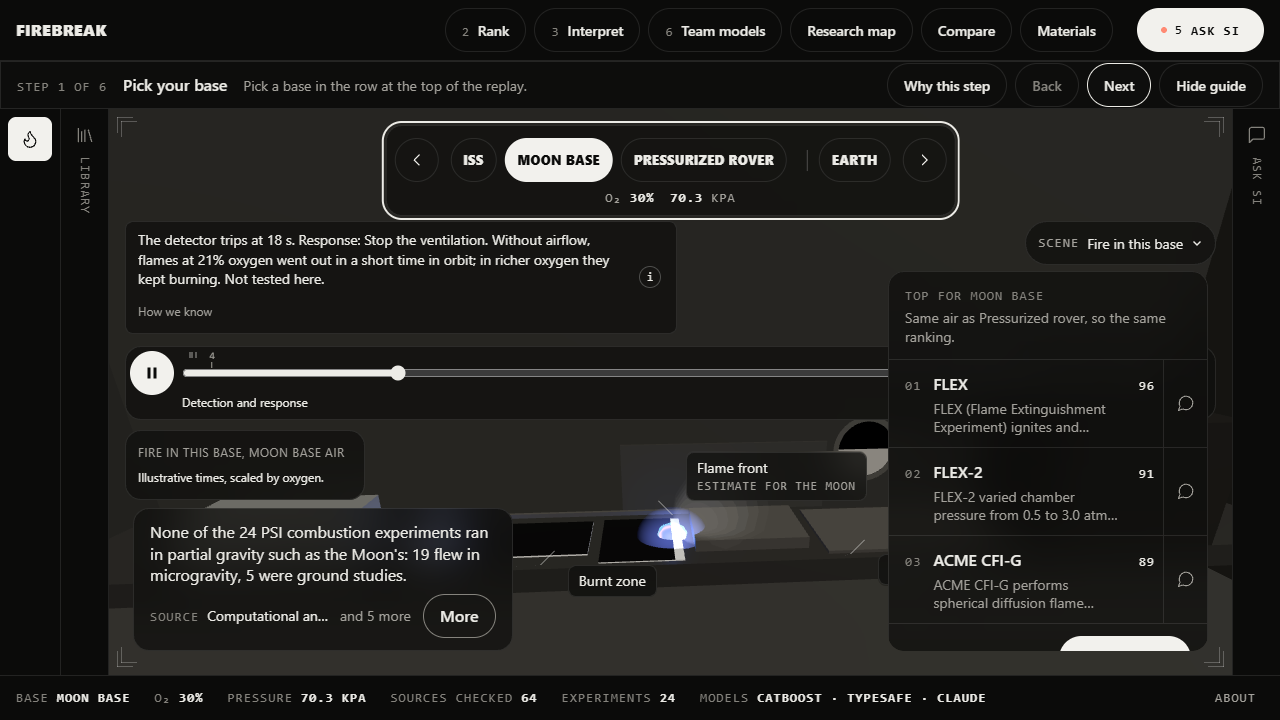 FIREBREAK
2 Rank
3 Interpret
6 Team models
Research map
Compare
Materials
5 ASK SI
STEP 1 OF 6
Pick your base
Pick a base in the row at the top of the replay.
Why this step
Back
Next
Hide guide
LIBRARY
ISS
MOON BASE
PRESSURIZED ROVER
EARTH
O₂ 30% 70.3 KPA
ASK SI
The detector trips at 18 s. Response: Stop the ventilation. Without airflow,
flames at 21% oxygen went out in a short time in orbit; in richer oxygen they
kept burning. Not tested here.
i
How we know
SCENE Fire in this base
4
Detection and response
TOP FOR MOON BASE
Same air as Pressurized rover, so the same
ranking.
01 FLEX 96
FLEX (Flame Extinguishment
Experiment) ignites and...
02 FLEX-2 91
FLEX-2 varied chamber
pressure from 0.5 to 3.0 atm...
03 ACME CFI-G 89
ACME CFI-G performs
spherical diffusion flame...
FIRE IN THIS BASE, MOON BASE AIR
Illustrative times, scaled by oxygen.
Flame front
ESTIMATE FOR THE MOON
Burnt zone
None of the 24 PSI combustion experiments ran
in partial gravity such as the Moon's: 19 flew in
microgravity, 5 were ground studies.
SOURCE Computational an... and 5 more
More
BASE MOON BASE
O₂ 30%
PRESSURE 70.3 KPA
SOURCES CHECKED 64
EXPERIMENTS 24
MODELS CATBOOST · TYPESAFE · CLAUDE
ABOUT